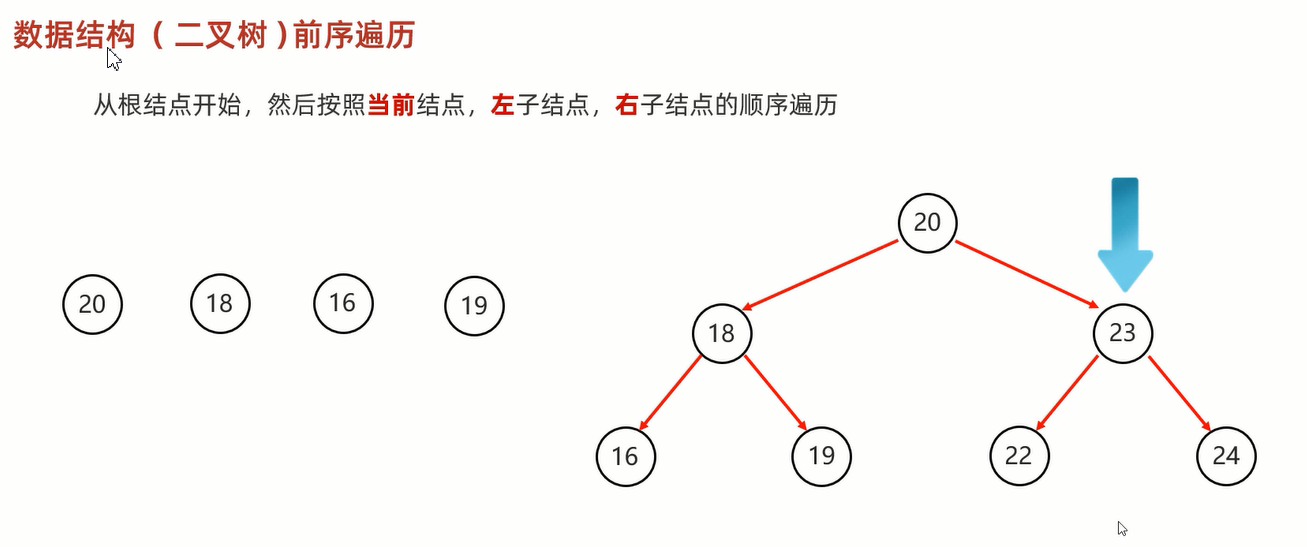 数据结构（二叉树)前序遍历
从根结点开始，然后按照当前结点，左子结点，右子结点的顺序遍历
20 18 16 19
20
18 23
16 19 22 24